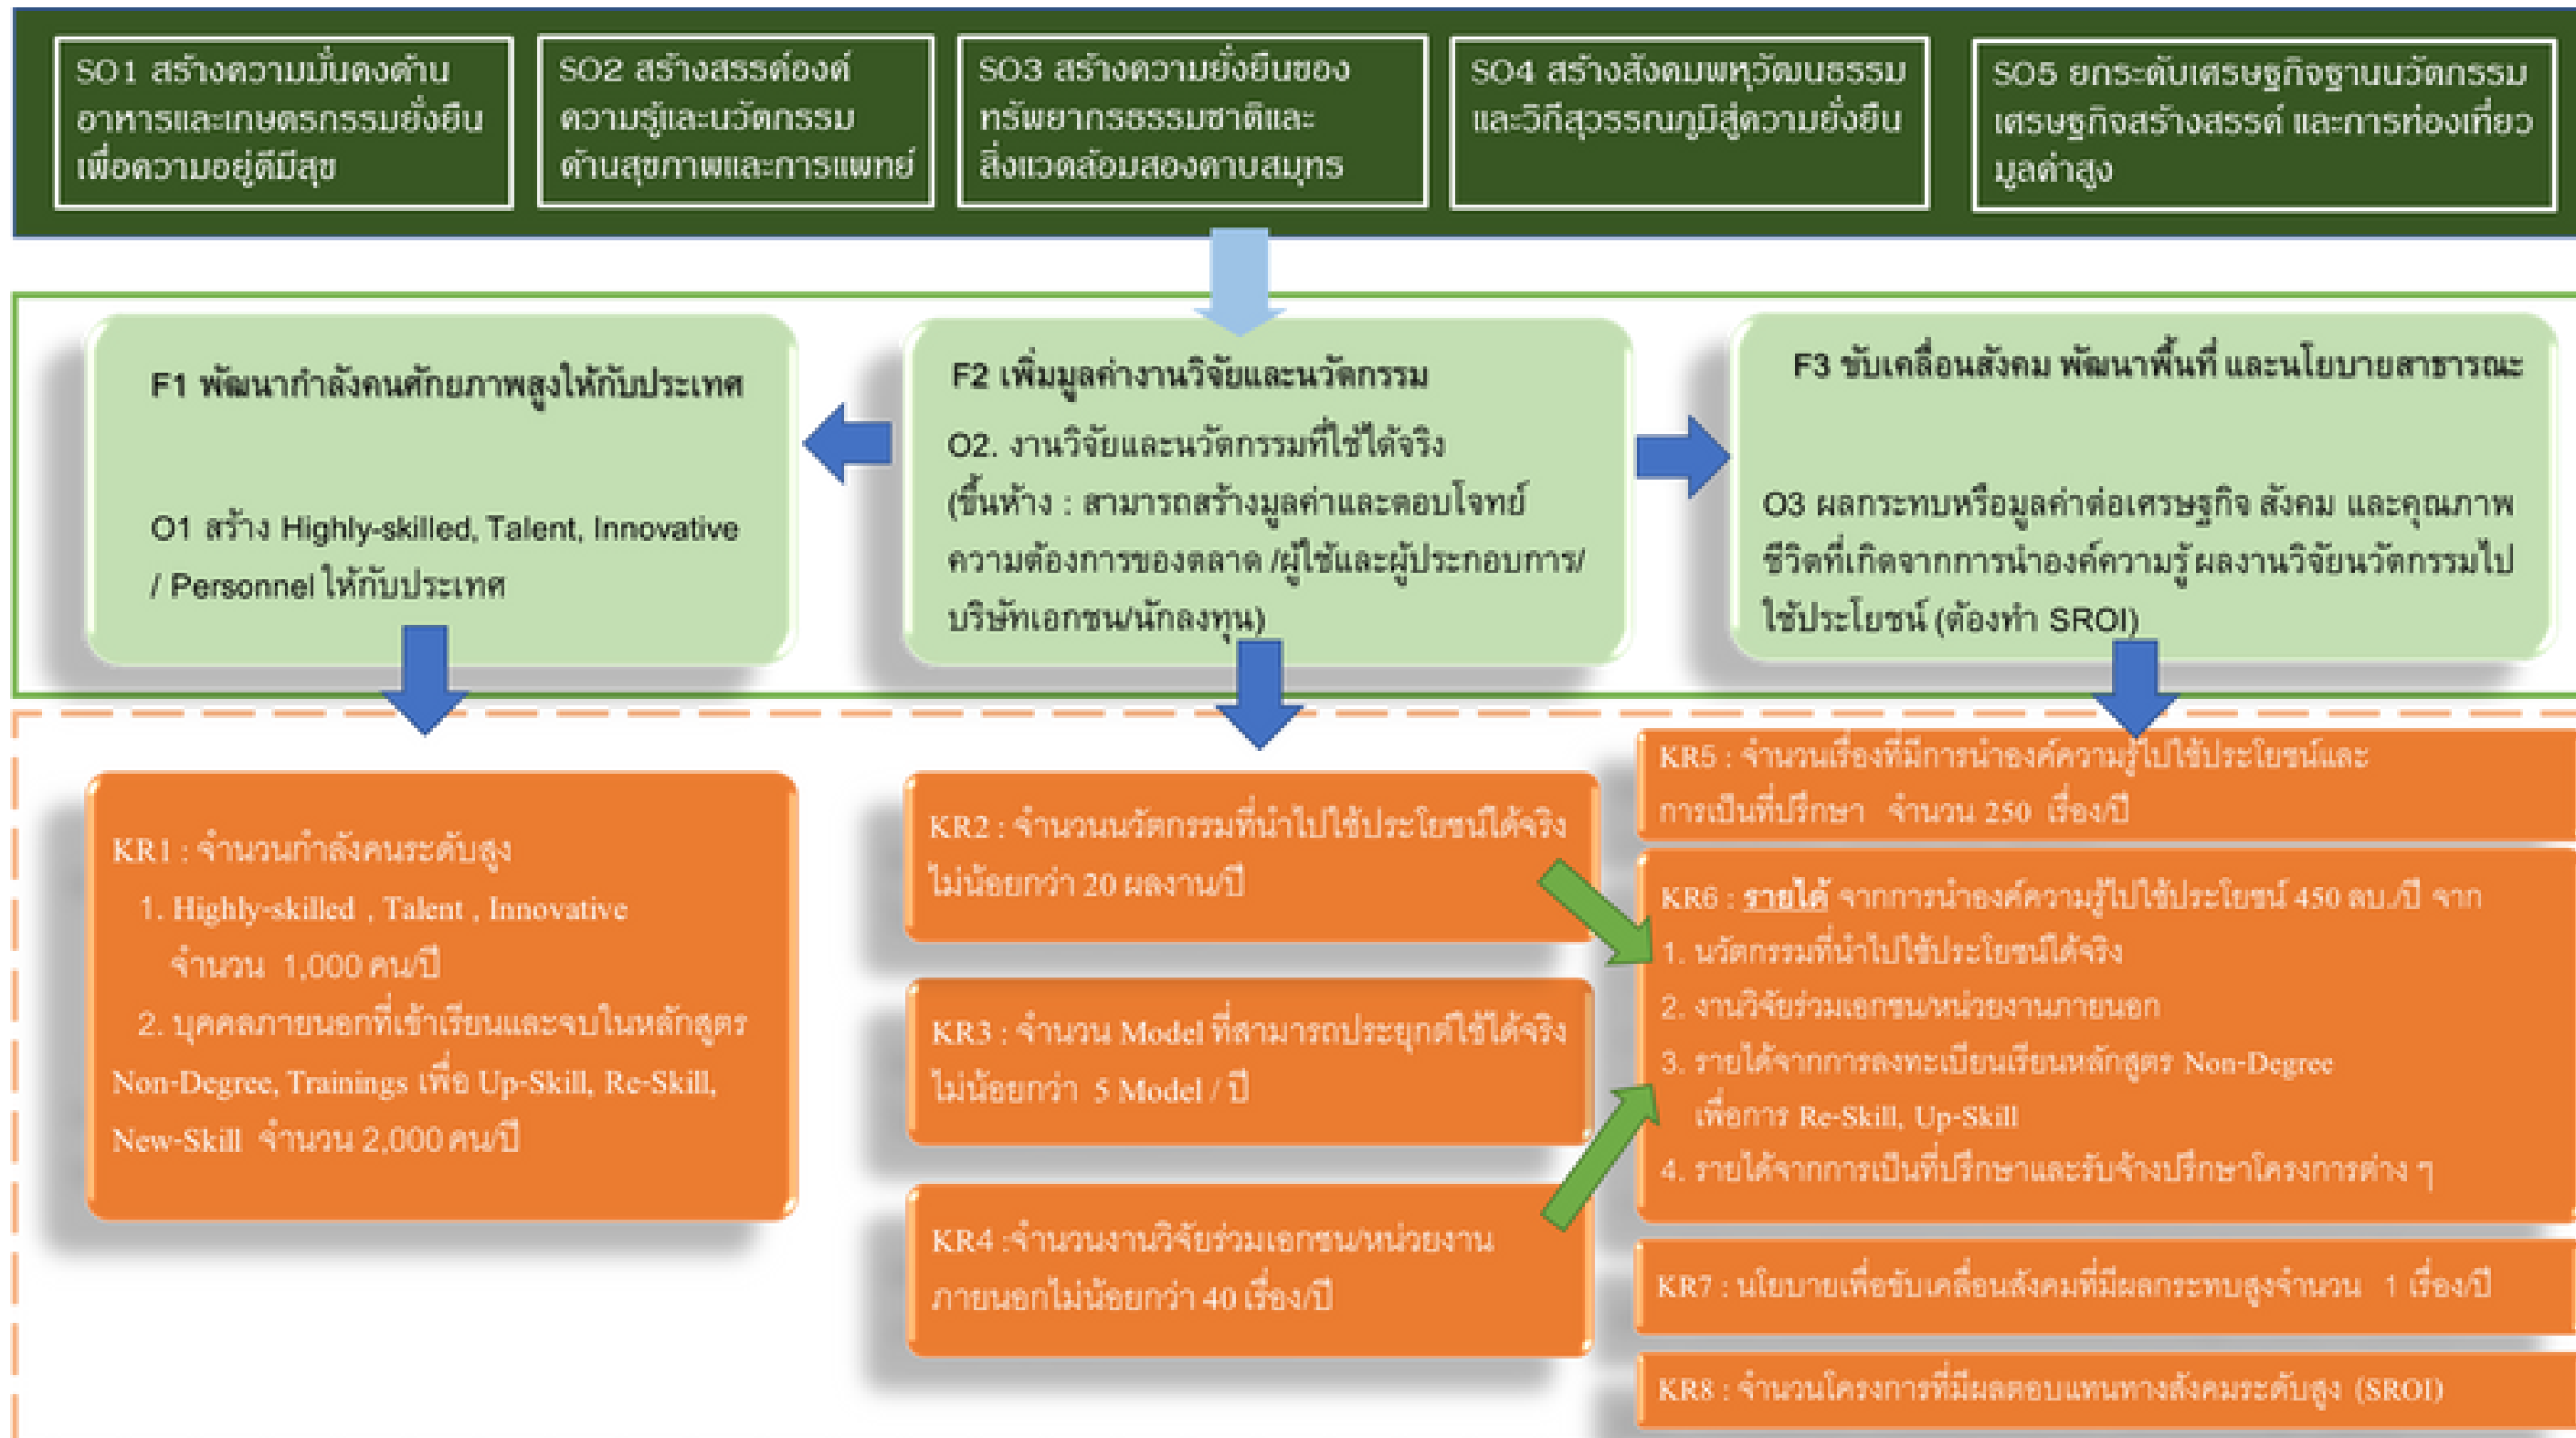 SO1 สร้างความมั่นคงด้าน
อาหารและเกษตรกรรมยั่งยืน
เพื่อความอยู่ดีมีสุข
SO2 สร้างสรรค์องค์
ความรู้และนวัตกรรม
ด้านสุขภาพและการแพทย์
SO3 สร้างความยั่งยืนของ
ทรัพยากรธรรมชาติและ
สิ่งแวดล้อมสองคาบสมุทร
SO4 สร้างสังคมพหุวัฒนธรรม
และวิถีสุวรรณภูมิสู่ความยั่งยืน
SO5 ยกระดับเศรษฐกิจฐานนวัตกรรม
เศรษฐกิจสร้างสรรค์ และการท่องเที่ยว
มูลค่าสูง
F1 พัฒนากำลังคนศักยภาพสูงให้กับประเทศ
O1 สร้าง Highly-skilled, Talent, Innovative
/ Personnel ให้กับประเทศ
F2 เพิ่มมูลค่างานวิจัยและนวัตกรรม
O2. งานวิจัยและนวัตกรรมที่ใช้ได้จริง
(ขึ้นห้าง : สามารถสร้างมูลค่าและตอบโจทย์
ความต้องการของตลาด /ผู้ใช้และผู้ประกอบการ/
บริษัทเอกชน/นักลงทุน)
F3 ขับเคลื่อนสังคม พัฒนาพื้นที่ และนโยบายสาธารณะ
O3 ผลกระทบหรือมูลค่าต่อเศรษฐกิจ สังคม และคุณภาพ
ชีวิตที่เกิดจากการนำองค์ความรู้ ผลงานวิจัยนวัตกรรมไป
ใช้ประโยชน์ (ต้องทำ SROI)
KR1 : จำนวนกำลังคนระดับสูง
1. Highly-skilled , Talent , Innovative
จำนวน 1,000 คน/ปี
2. บุคคลภายนอกที่เข้าเรียนและจบในหลักสูตร
Non-Degree, Trainings เพื่อ Up-Skill, Re-Skill,
New-Skill จำนวน 2,000 คน/ปี
KR2 : จำนวนนวัตกรรมที่นำไปใช้ประโยชน์ได้จริง
ไม่น้อยกว่า 20 ผลงาน/ปี
KR3 : จำนวน Model ที่สามารถประยุกต์ใช้ได้จริง
ไม่น้อยกว่า 5 Model / ปี
KR4 :จำนวนงานวิจัยร่วมเอกชน/หน่วยงาน
ภายนอกไม่น้อยกว่า 40 เรื่อง/ปี
KR5 : จำนวนเรื่องที่มีการนำองค์ความรู้ไปใช้ประโยชน์และ
การเป็นที่ปรึกษา จำนวน 250 เรื่อง/ปี
KR6 : รายได้ จากการนำองค์ความรู้ไปใช้ประโยชน์ 450 ลบ./ปี จาก
1. นวัตกรรมที่นำไปใช้ประโยชน์ได้จริง
2. งานวิจัยร่วมเอกชน/หน่วยงานภายนอก
3. รายได้จากการลงทะเบียนเรียนหลักสูตร Non-Degree
เพื่อการ Re-Skill, Up-Skill
4. รายได้จากการเป็นที่ปรึกษาและรับจ้างปรึกษาโครงการต่าง ๆ
KR7 : นโยบายเพื่อขับเคลื่อนสังคมที่มีผลกระทบสูงจำนวน 1 เรื่อง/ปี
KR8 : จำนวนโครงการที่มีผลตอบแทนทางสังคมระดับสูง (SROI)